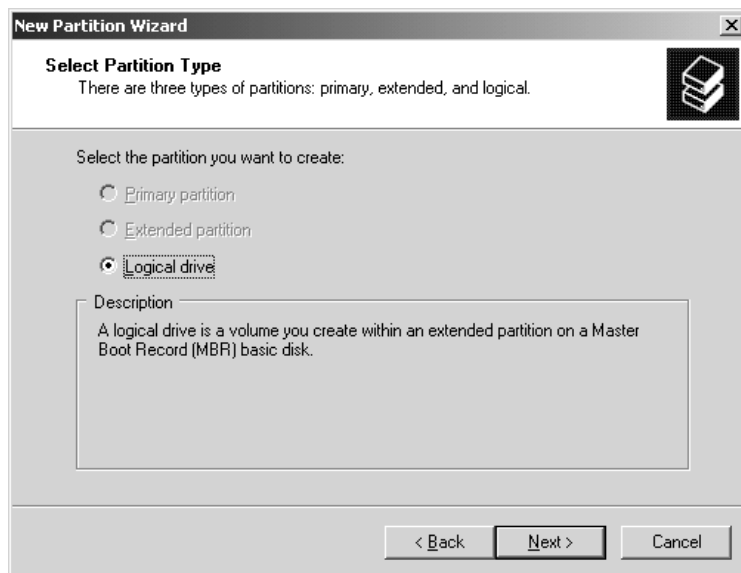 New Partition Wizard
Select Partition Type
There are three types of partitions: primary, extended, and logical.
Select the partition you want to create:
Primary partition
Extended partition
Logical drive
Description
A logical drive is a volume you create within an extended partition on a Master
Boot Record (MBR) basic disk.
< Back
Next >
Cancel